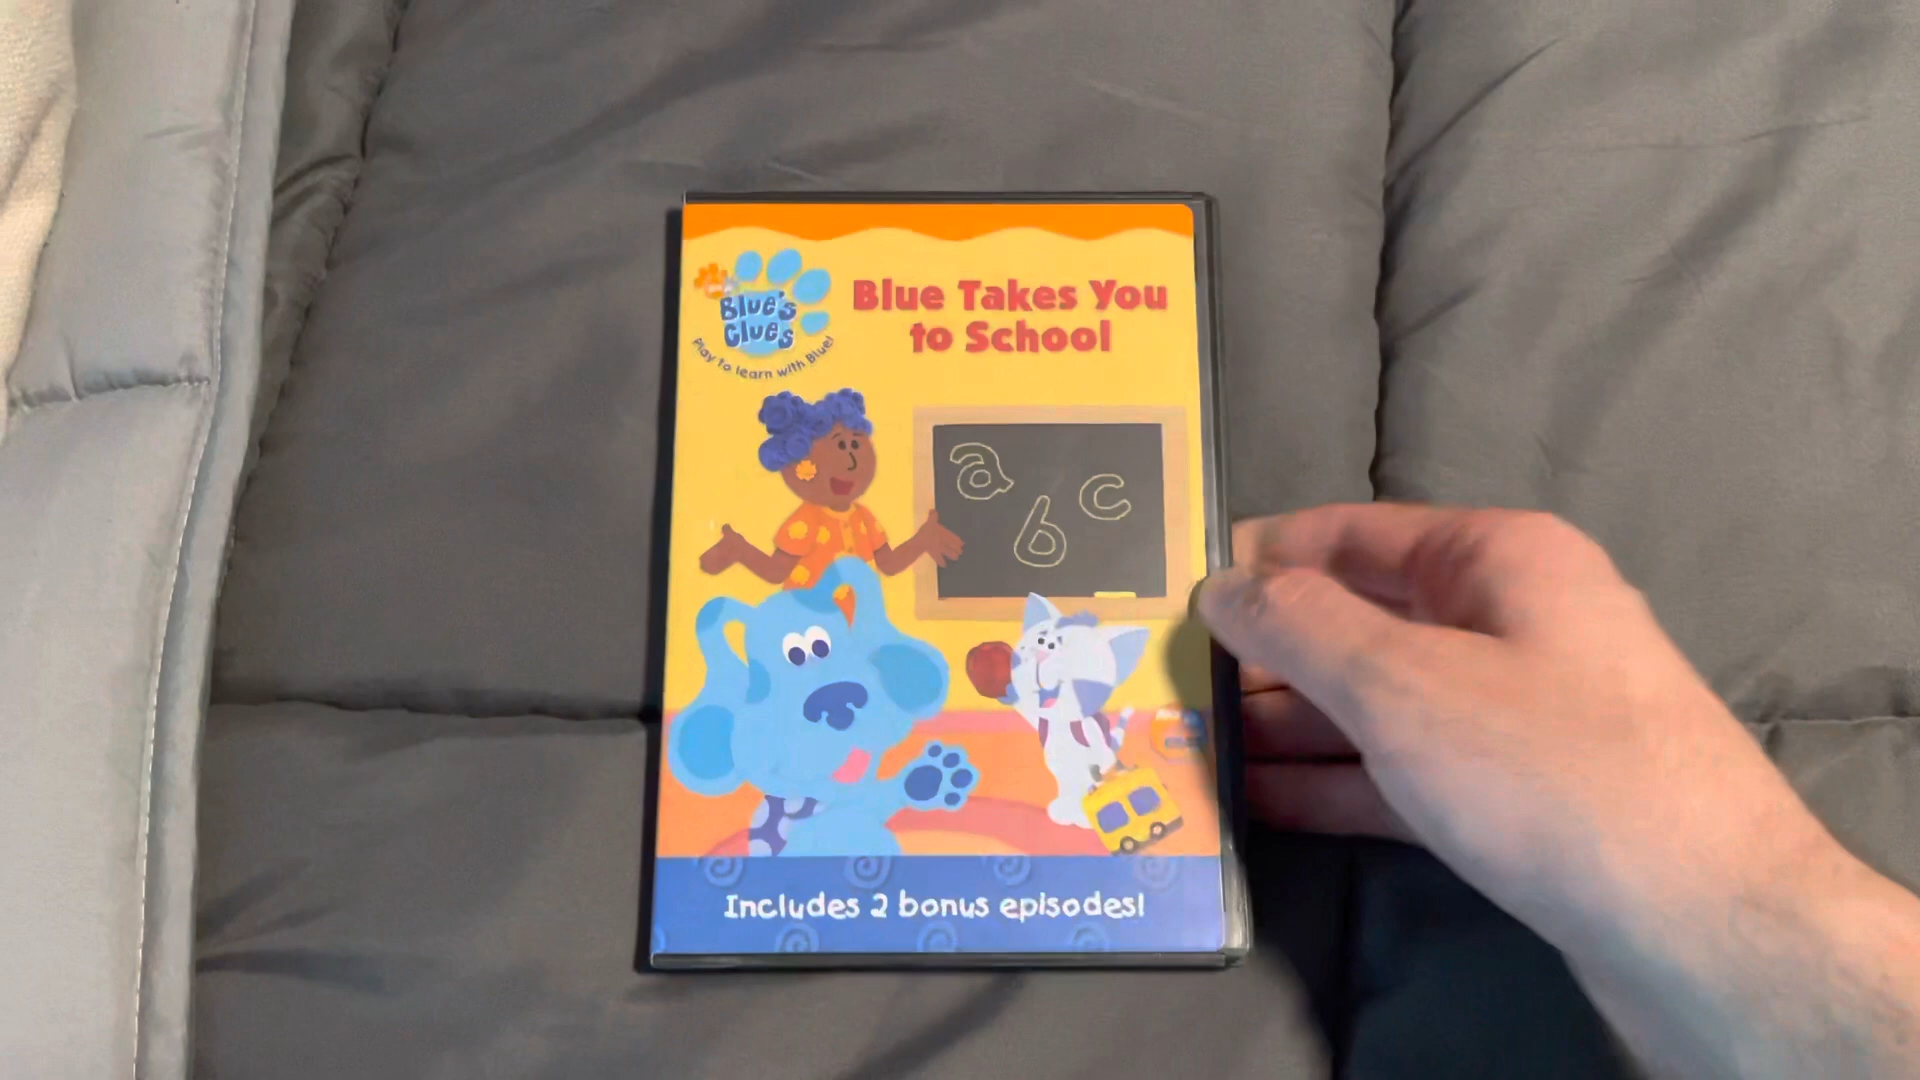 Blue's
Clues
Play to learn with Blue!
Blue Takes You
to School
a
b
c
Includes 2 bonus episodes!